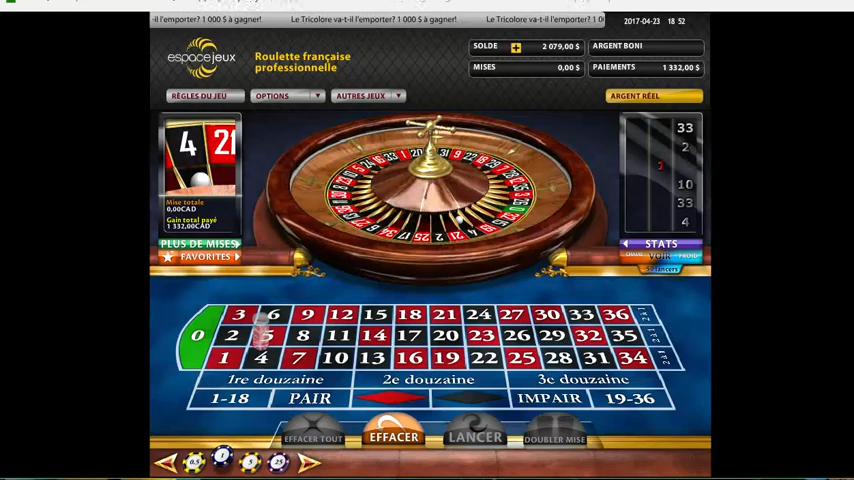 -il l'emporter? 1 000 $ à gagner! Le Tricolore va-t-il l'emporter? 1 000 $ à gagner! Le Tricolore va-t-il l'emporter? 1 0
2017-04-23 18 52
espacejeux
Roulette française
professionnelle
SOLDE 2 079,00 $ ARGENT BONI
MISES 0,00 $ PAIEMENTS 1 332,00 $
RÈGLES DU JEU OPTIONS AUTRES JEUX ARGENT RÉEL
4 21
Mise totale
0,00CAD
Gain total payé
1 332,00CAD
PLUS DE MISES
FAVORITES
33
2
10
33
4
STATS
VOIR FROID
3 6 9 12 15 18 21 24 27 30 33 36
0 2 5 8 11 14 17 20 23 26 29 32 35
1 4 7 10 13 16 19 22 25 28 31 34
1re douzaine 2e douzaine 3e douzaine
1-18 PAIR IMPAIR 19-36
EFFACER TOUT EFFACER LANCER DOUBLER MISE
0.5 1 5 25